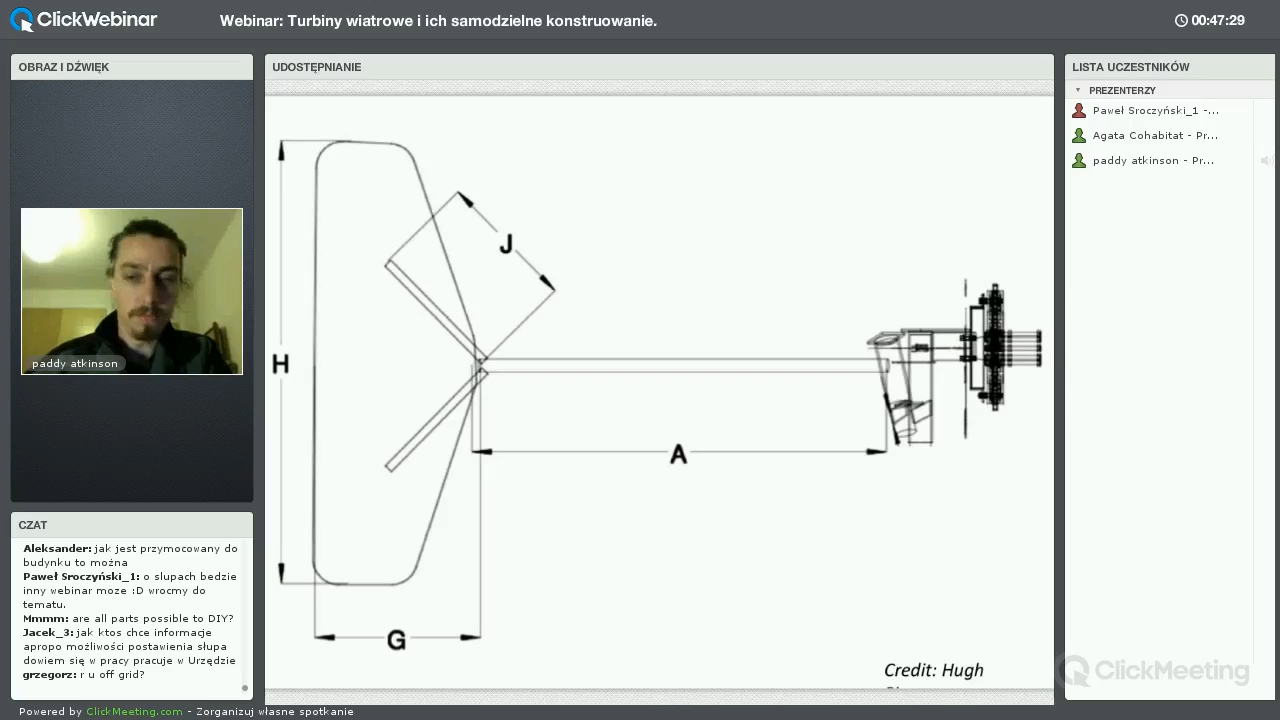 ClickWebinar
Webinar: Turbiny wiatrowe i ich samodzielne konstruowanie.
00:47:29
OBRAZ I DŹWIĘK
UDOSTĘPNIANIE
LISTA UCZESTNIKÓW
PREZENTERZY
Paweł Sroczyński_1 -...
Agata Cohabitat - Pr...
paddy atkinson - Pr...
paddy atkinson
J
H
A
G
Credit: Hugh
CZAT
Aleksander: jak jest przymocowany do
budynku to można
Paweł Sroczyński_1: o slupach bedzie
inny webinar moze :D wrocmy do
tematu.
Mmmm: are all parts possible to DIY?
Jacek_3: jak ktos chce informacje
apropo możliwości postawienia słupa
dowiem się w pracy pracuje w Urzędzie
grzegorz: r u off grid?
ClickMeeting
Powered by ClickMeeting.com - Zorganizuj własne spotkanie